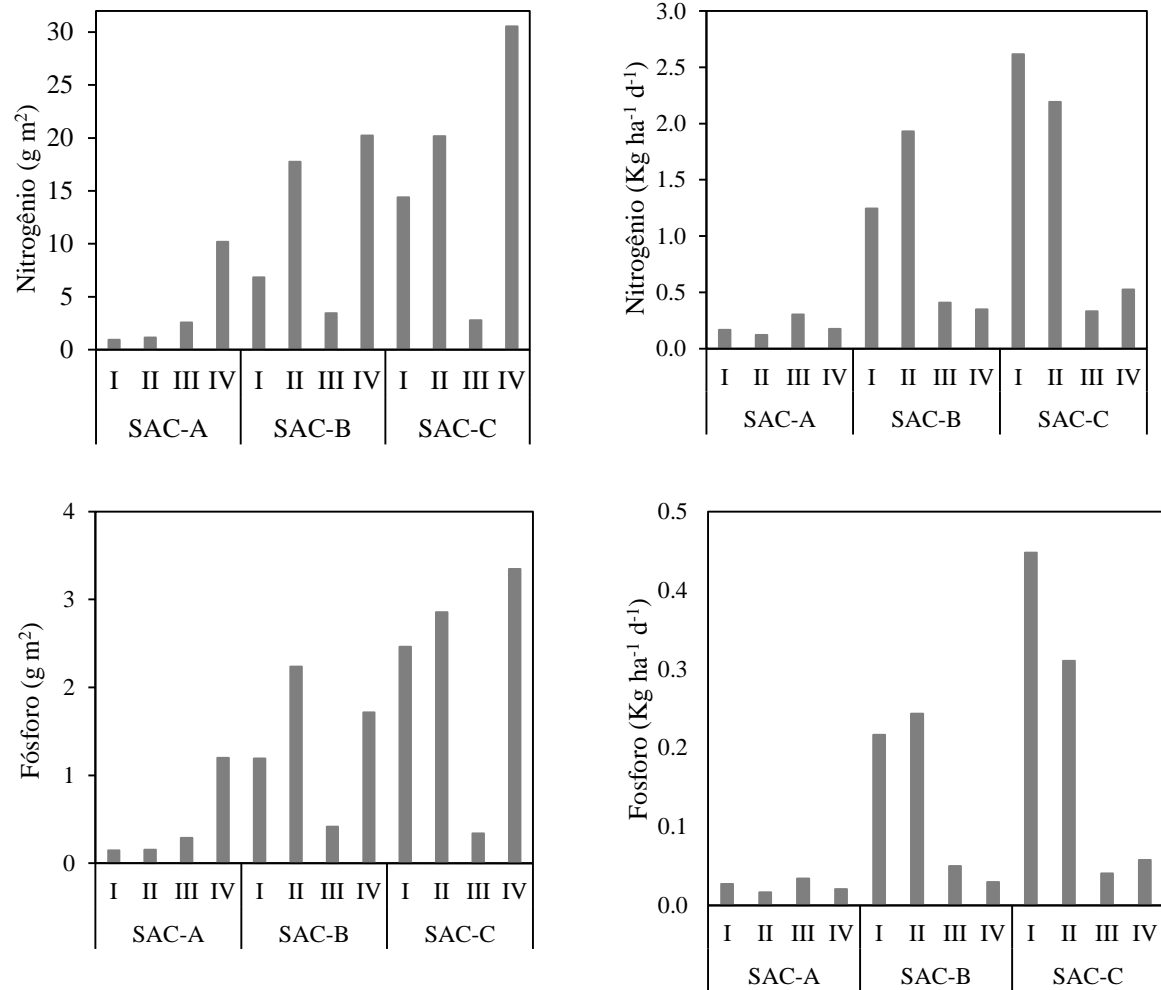 Nitrogênio (g m²)
30
25
20
15
10
5
0
I II III IV I II III IV I II III IV
SAC-A SAC-B SAC-C
Nitrogênio (Kg ha⁻¹ d⁻¹)
3.0
2.5
2.0
1.5
1.0
0.5
0.0
I II III IV I II III IV I II III IV
SAC-A SAC-B SAC-C
Fósforo (g m²)
4
3
2
1
0
I II III IV I II III IV I II III IV
SAC-A SAC-B SAC-C
Fosforo (Kg ha⁻¹ d⁻¹)
0.5
0.4
0.3
0.2
0.1
0.0
I II III IV I II III IV I II III IV
SAC-A SAC-B SAC-C